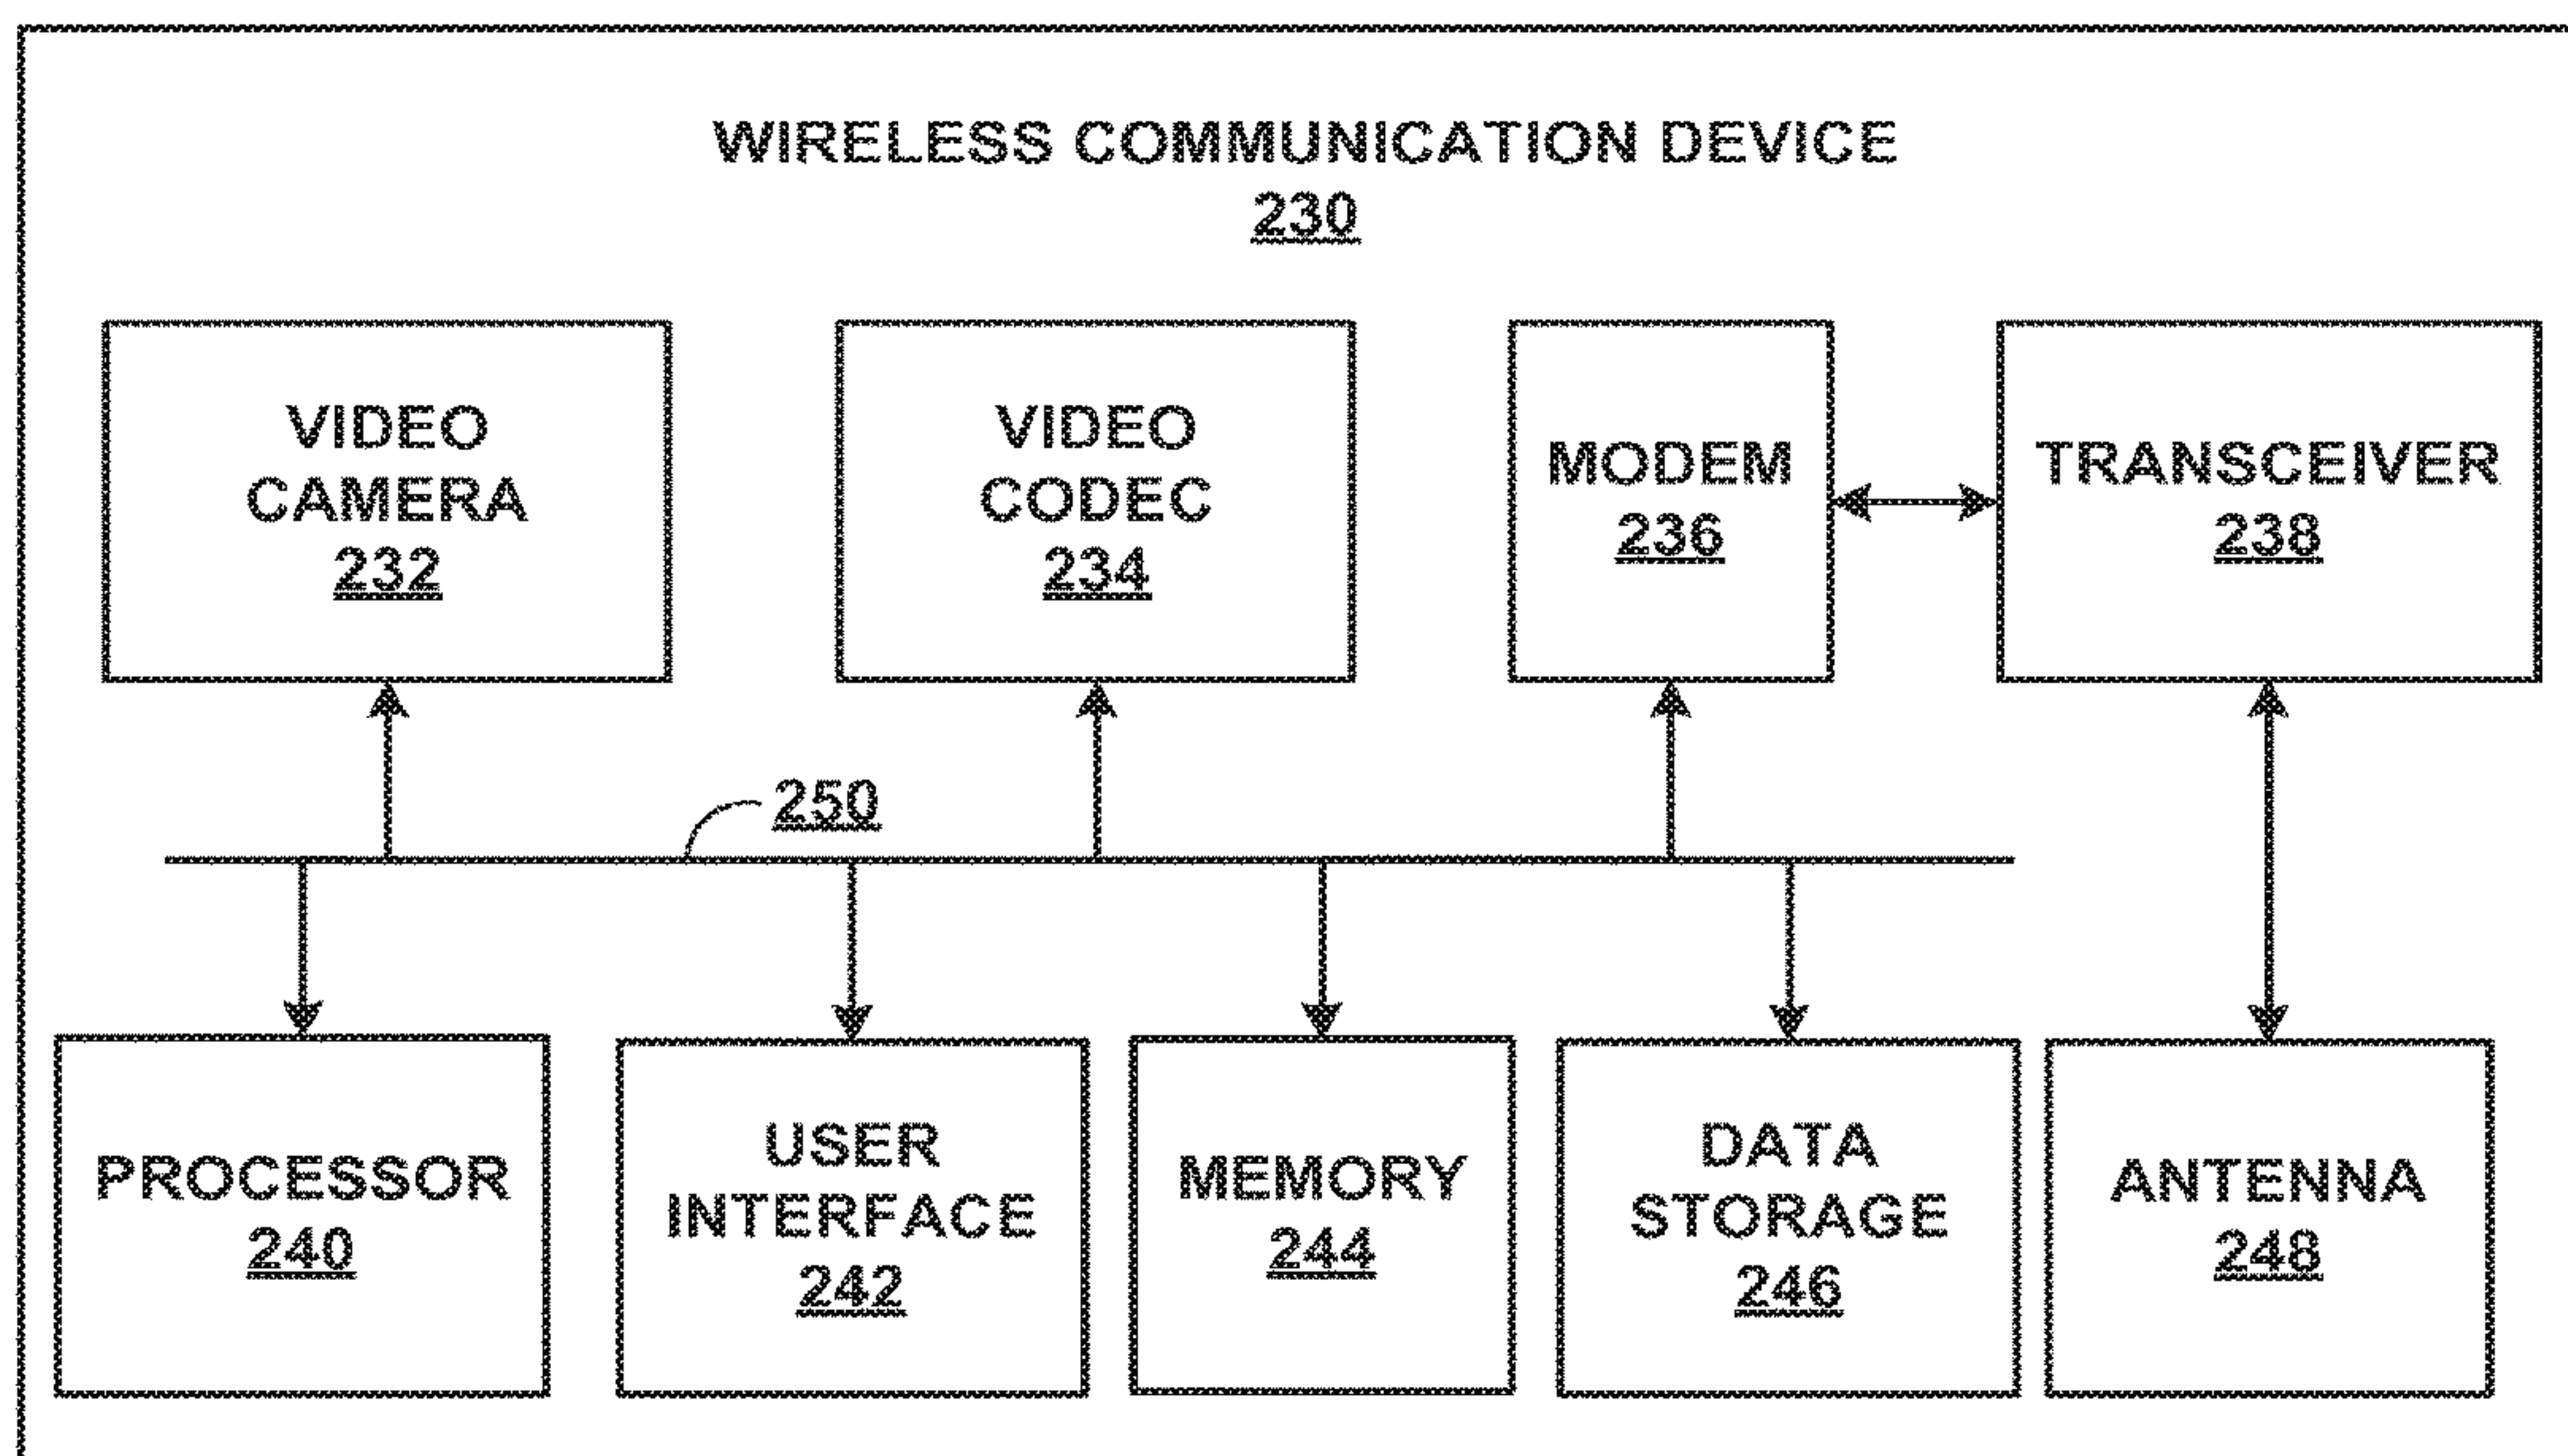 WIRELESS COMMUNICATION DEVICE
230
VIDEO
CAMERA
232
VIDEO
CODEC
234
MODEM
236
TRANSCEIVER
238
250
PROCESSOR
240
USER
INTERFACE
242
MEMORY
244
DATA
STORAGE
246
ANTENNA
248